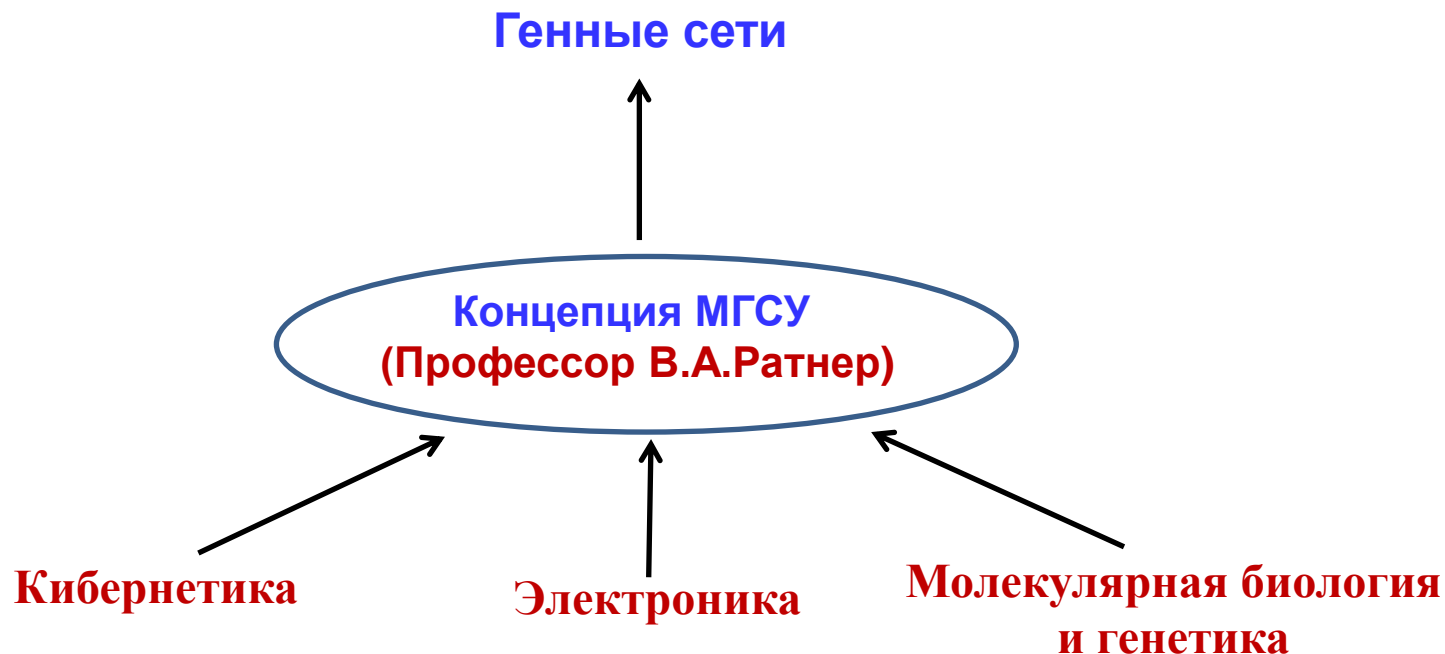 Генные сети
Концепция МГСУ
(Профессор В.А.Ратнер)
Кибернетика
Электроника
Молекулярная биология
и генетика